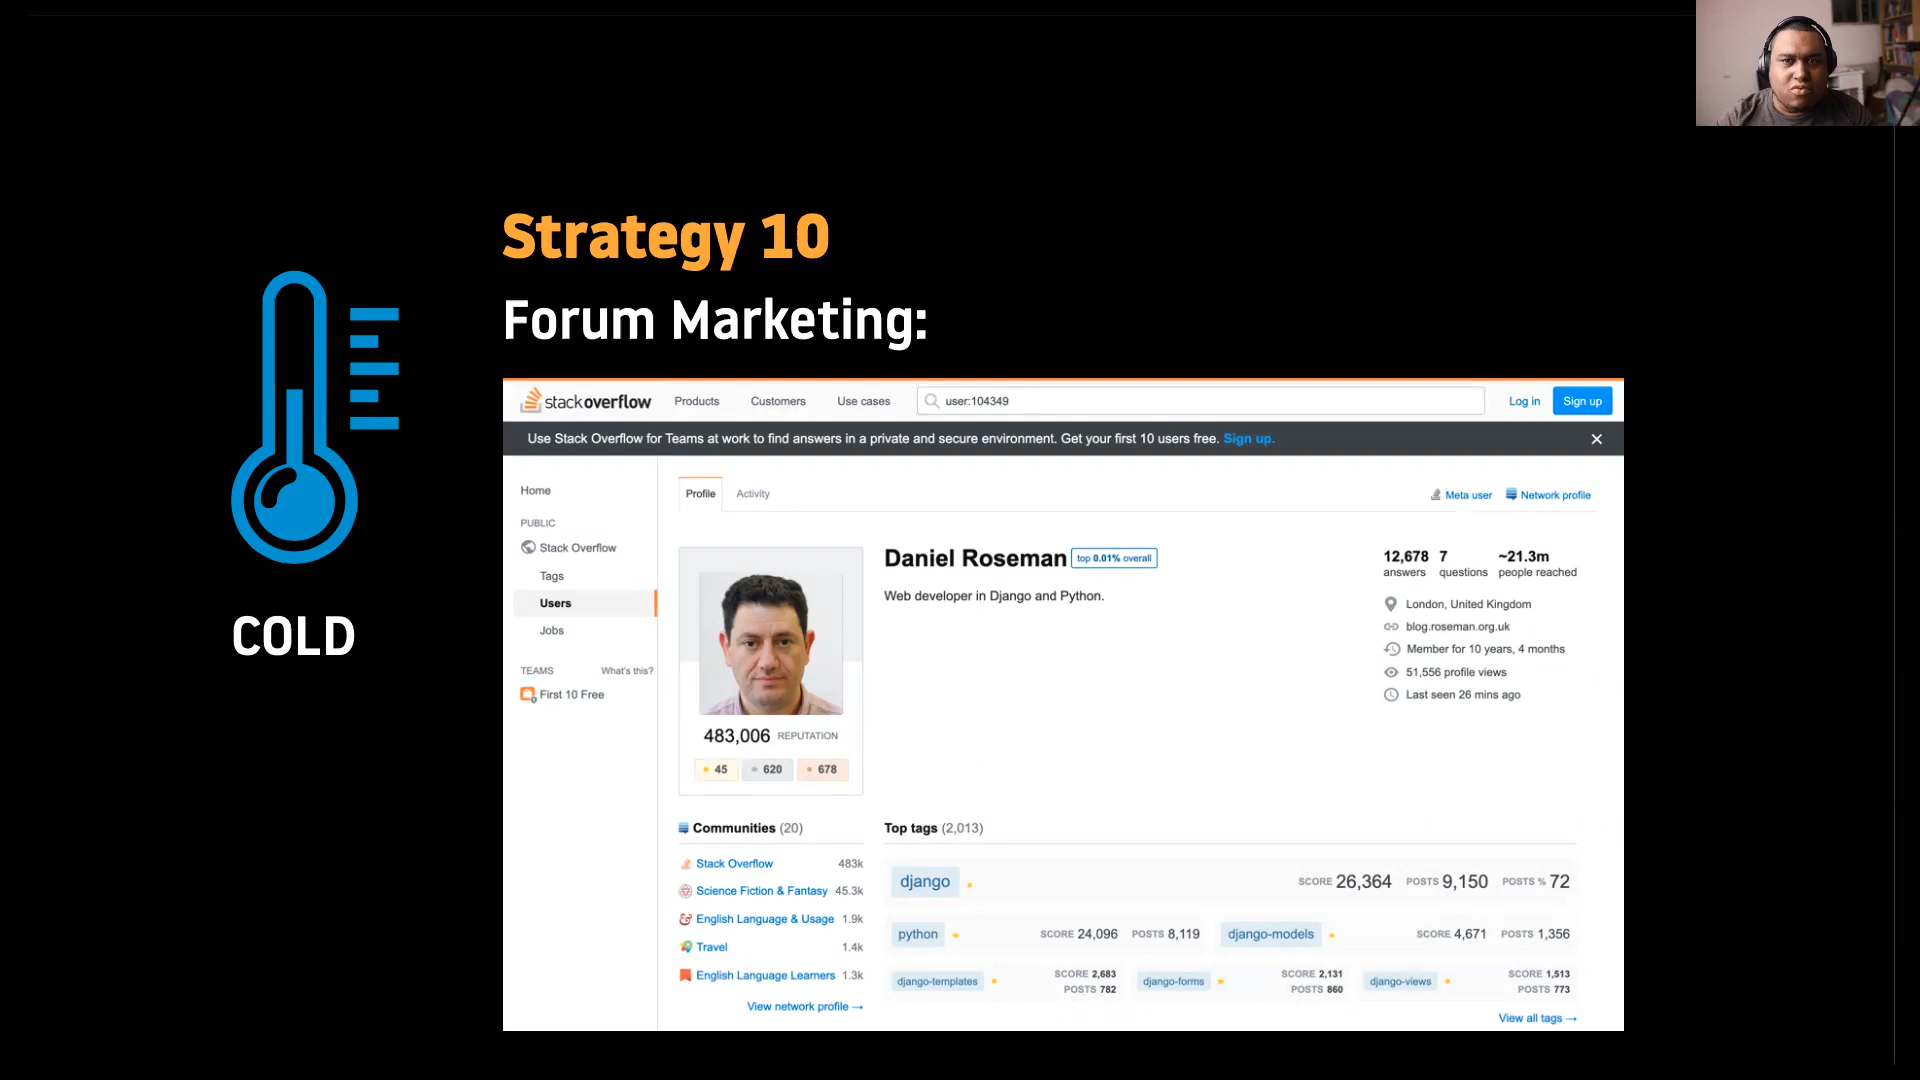 Strategy 10
Forum Marketing:
COLD
stackoverflow Products Customers Use cases user:104349 Log in Sign up
Use Stack Overflow for Teams at work to find answers in a private and secure environment. Get your first 10 users free. Sign up.
Home
PUBLIC
Stack Overflow
Tags
Users
Jobs
TEAMS What's this?
First 10 Free
Profile Activity
Meta user Network profile
Daniel Roseman top 0.01% overall
Web developer in Django and Python.
12,678 7 ~21.3m
answers questions people reached
London, United Kingdom
blog.roseman.org.uk
Member for 10 years, 4 months
51,556 profile views
Last seen 26 mins ago
483,006 REPUTATION
45 620 678
Communities (20)
Stack Overflow 483k
Science Fiction & Fantasy 45.3k
English Language & Usage 1.9k
Travel 1.4k
English Language Learners 1.3k
View network profile →
Top tags (2,013)
django SCORE 26,364 POSTS 9,150 POSTS % 72
python SCORE 24,096 POSTS 8,119 django-models SCORE 4,671 POSTS 1,356
django-templates SCORE 2,683 POSTS 782 django-forms SCORE 2,131 POSTS 860 django-views SCORE 1,513 POSTS 773
View all tags →